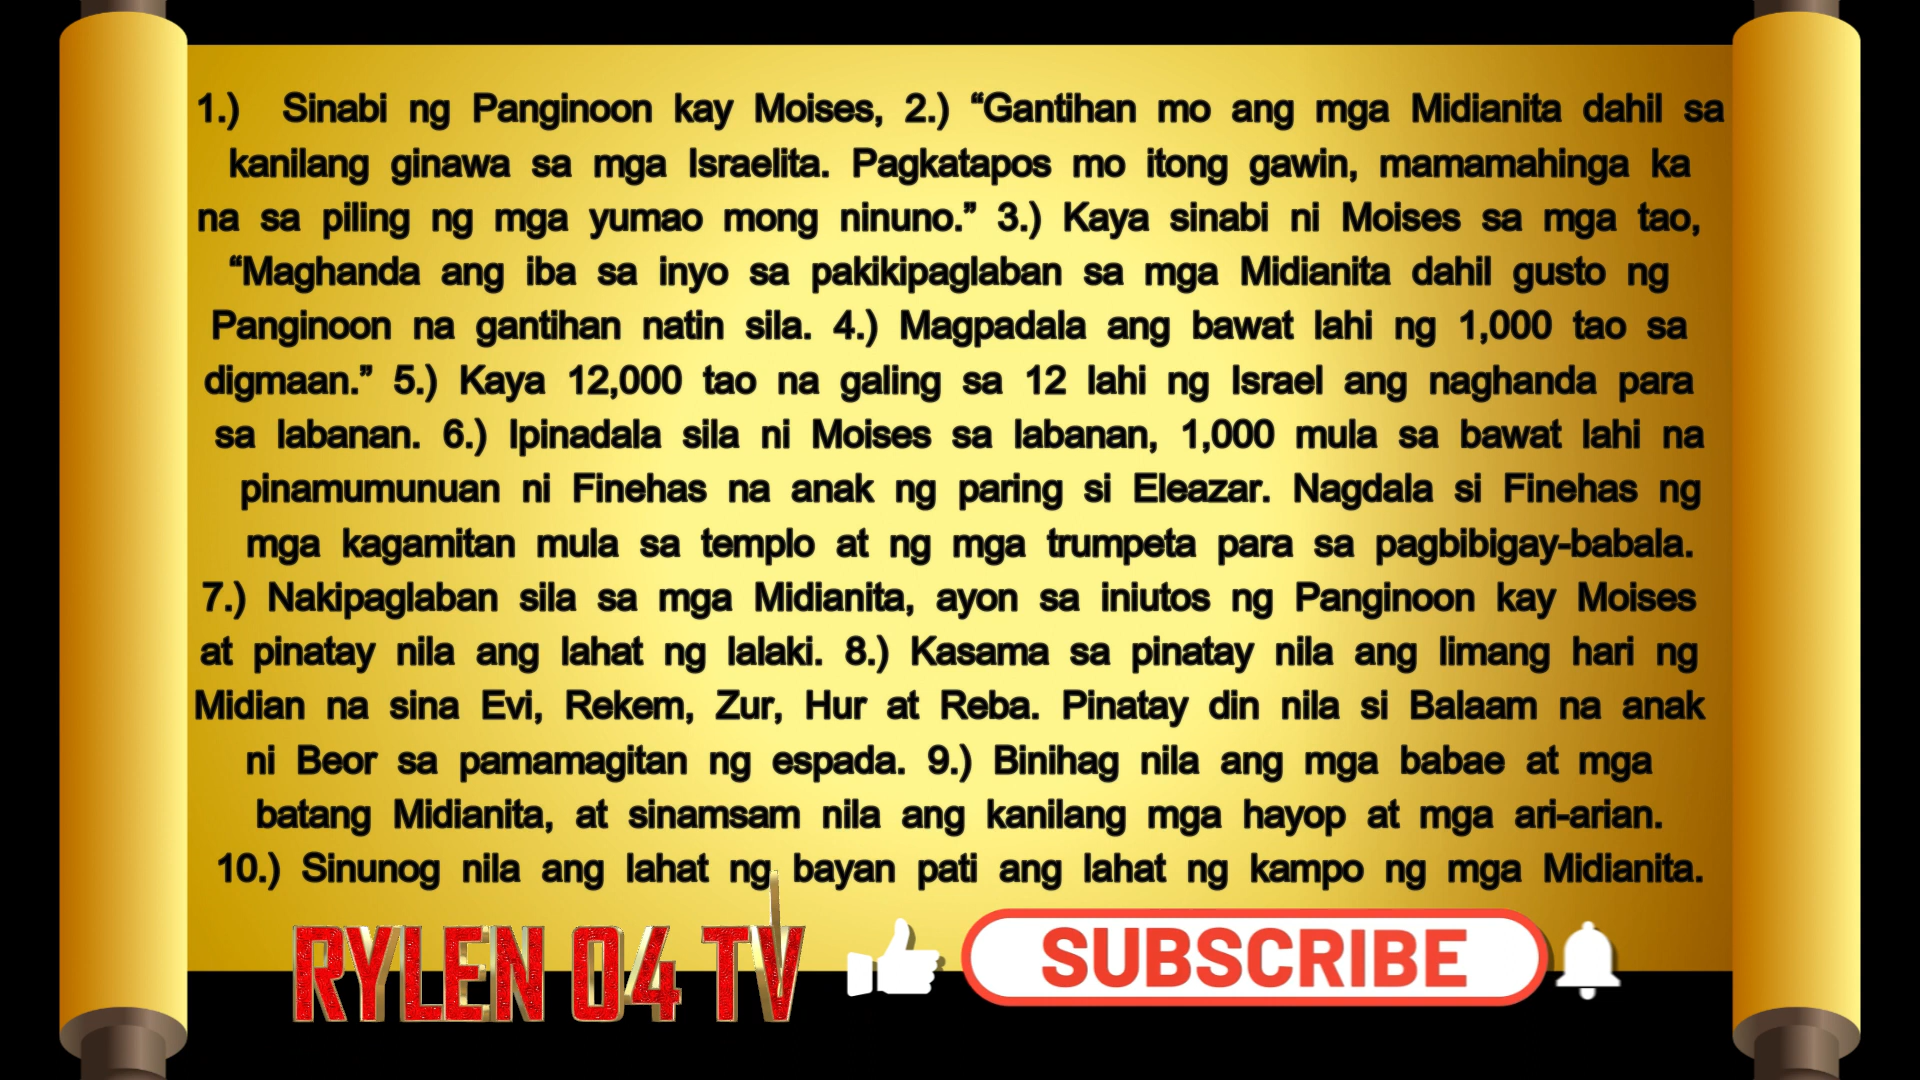 1.) Sinabi ng Panginoon kay Moises, 2.) “Gantihan mo ang mga Midianita dahil sa
kanilang ginawa sa mga Israelita. Pagkatapos mo itong gawin, mamamahinga ka
na sa piling ng mga yumao mong ninuno.” 3.) Kaya sinabi ni Moises sa mga tao,
“Maghanda ang iba sa inyo sa pakikipaglaban sa mga Midianita dahil gusto ng
Panginoon na gantihan natin sila. 4.) Magpadala ang bawat lahi ng 1,000 tao sa
digmaan.” 5.) Kaya 12,000 tao na galing sa 12 lahi ng Israel ang naghanda para
sa labanan. 6.) Ipinadala sila ni Moises sa labanan, 1,000 mula sa bawat lahi na
pinamumunuan ni Finehas na anak ng paring si Eleazar. Nagdala si Finehas ng
mga kagamitan mula sa templo at ng mga trumpeta para sa pagbibigay-babala.
7.) Nakipaglaban sila sa mga Midianita, ayon sa iniutos ng Panginoon kay Moises
at pinatay nila ang lahat ng lalaki. 8.) Kasama sa pinatay nila ang limang hari ng
Midian na sina Evi, Rekem, Zur, Hur at Reba. Pinatay din nila si Balaam na anak
ni Beor sa pamamagitan ng espada. 9.) Binihag nila ang mga babae at mga
batang Midianita, at sinamsam nila ang kanilang mga hayop at mga ari-arian.
10.) Sinunog nila ang lahat ng bayan pati ang lahat ng kampo ng mga Midianita.
RYLEN 04 TV SUBSCRIBE